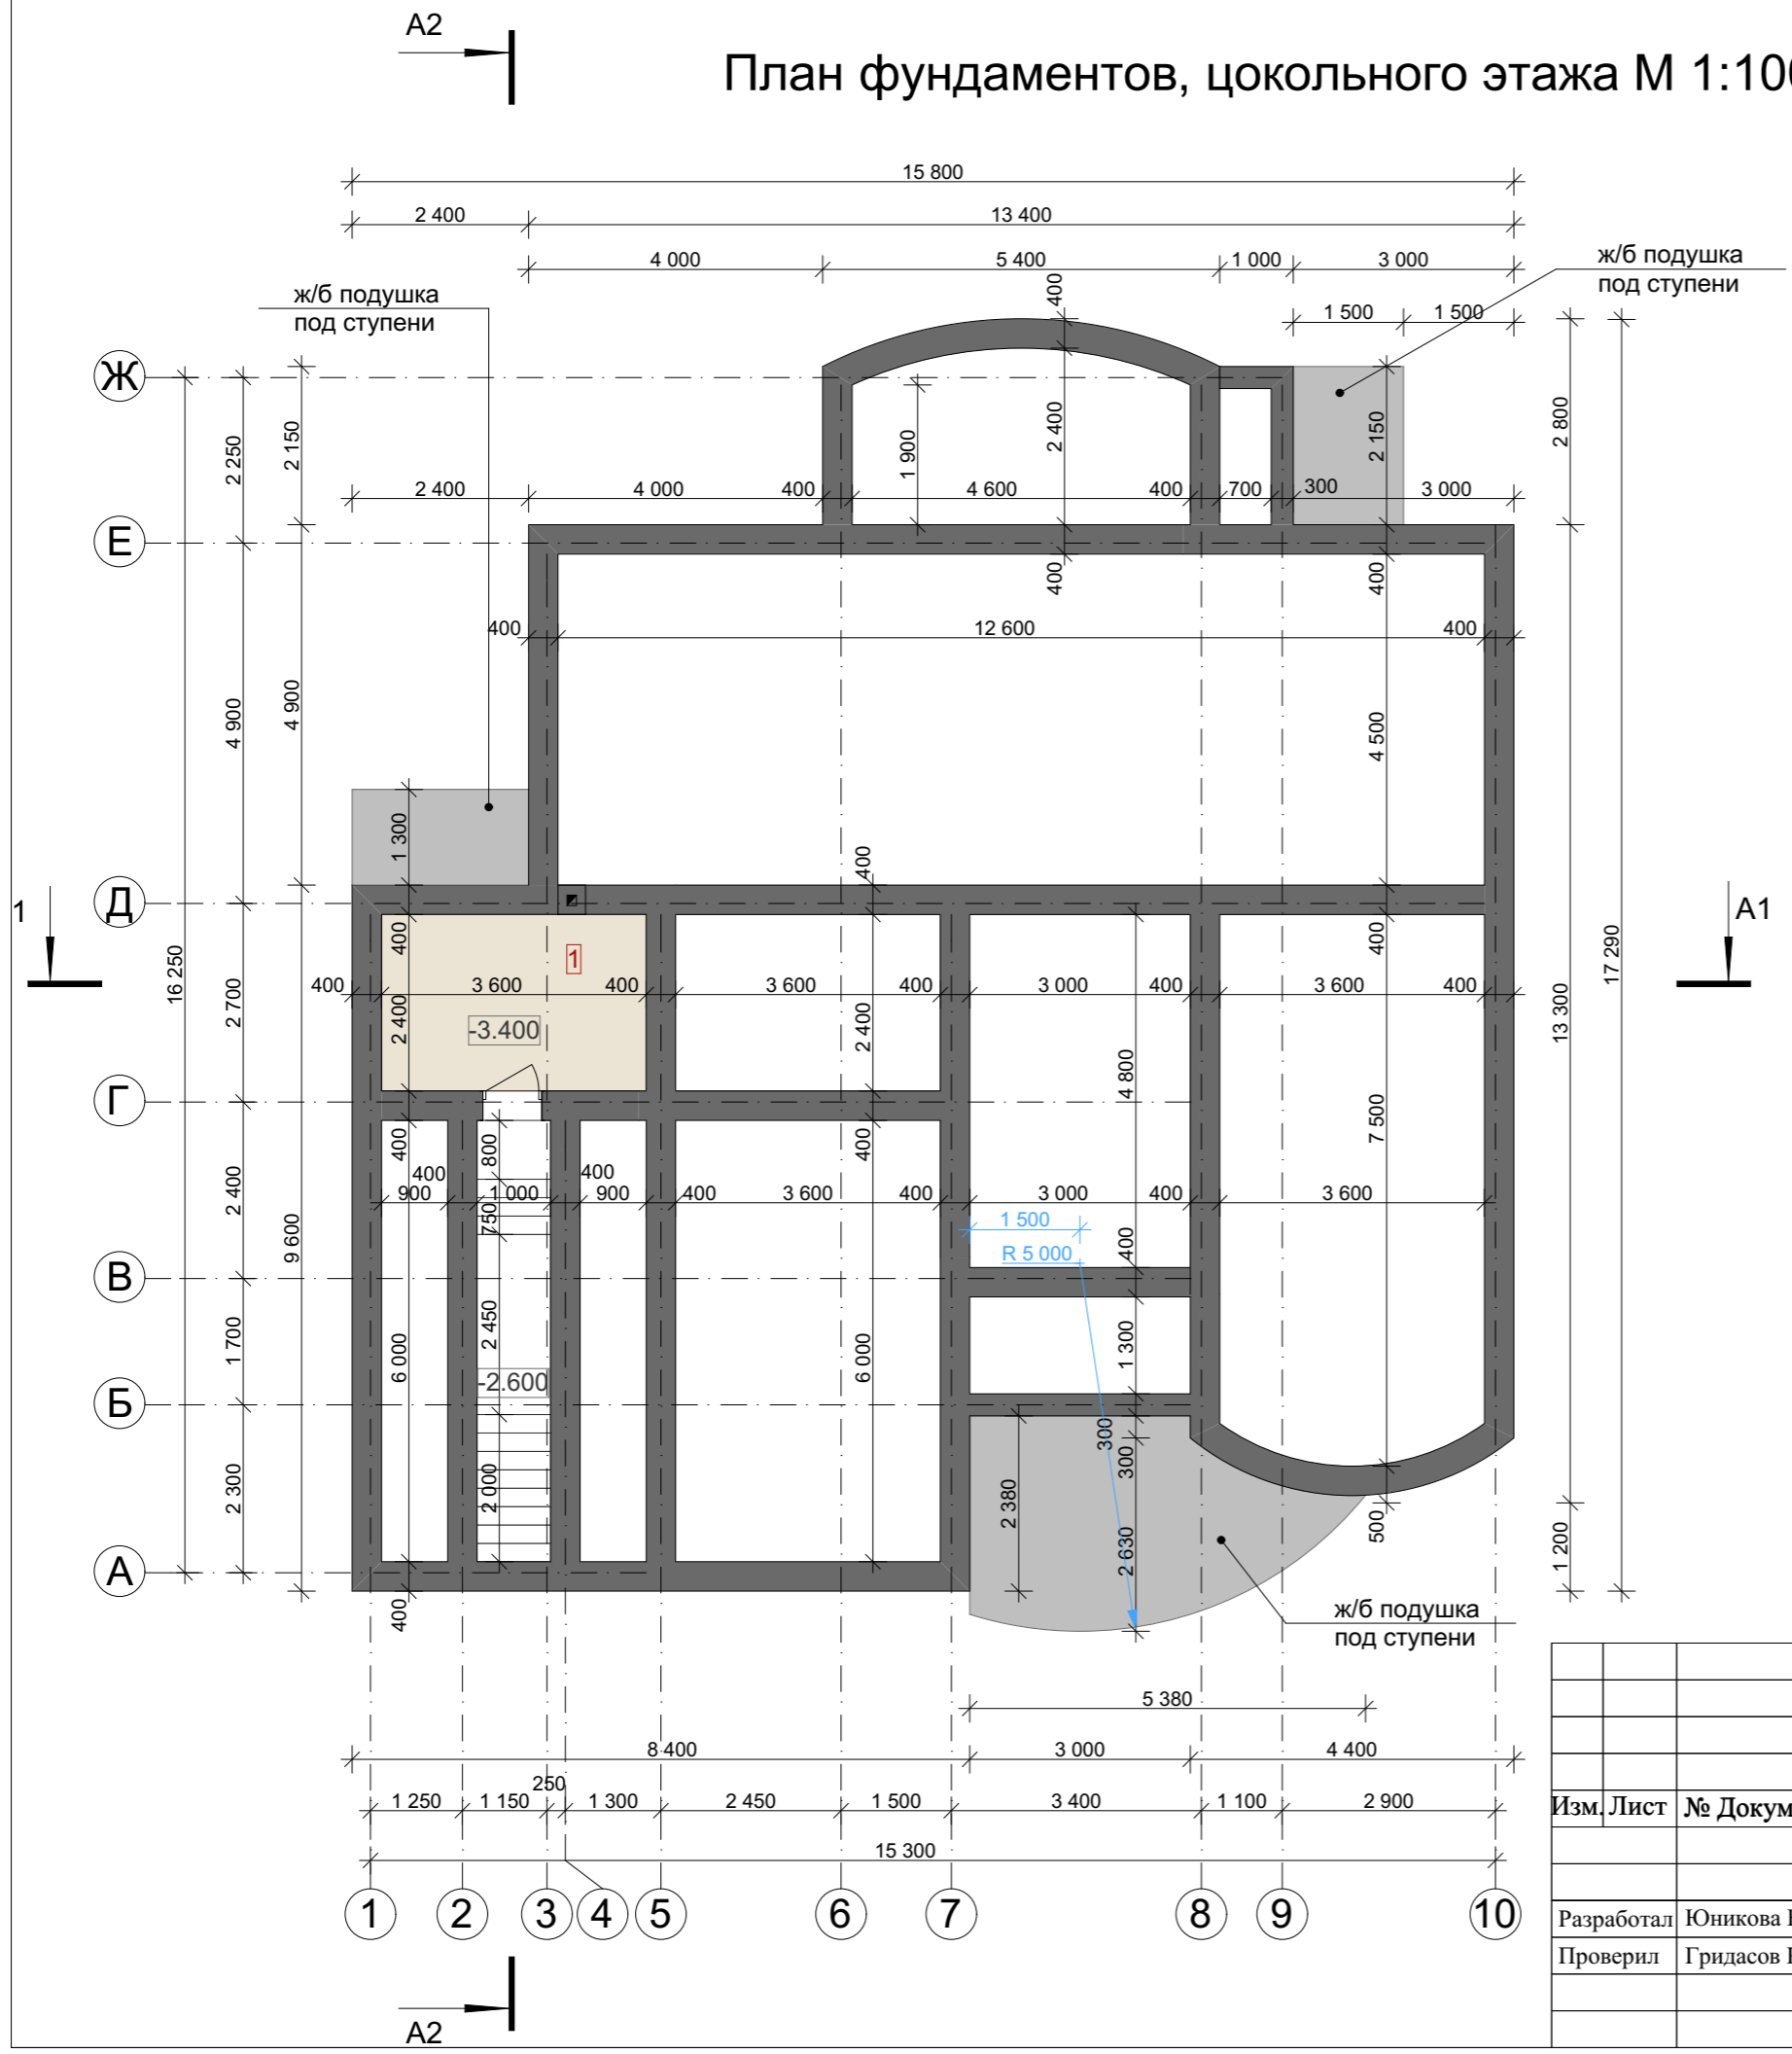 А2
План фундаментов, цокольного этажа М 1:100
15 800
2 400 13 400
4 000 5 400 1 000 3 000
400
ж/б подушка
под ступени
ж/б подушка
под ступени
1 500 1 500
Ж
2 250
2 150
1 900
2 400
2 150
2 800
2 400 4 000 400 4 600 400 700 300 3 000
Е
400
400
400 12 600 400
4 900
4 900
4 500
1 300
400
Д
1
А1
16 250
2 700
400
1
400
17 290
400 3 600 400 3 600 400 3 000 400 3 600 400
2 400
-3.400
2 400
13 300
4 800
Г
7 500
400
800
400
400
400
900 1 000 900 400 3 600 400 3 000 400 3 600
2 400
9 600
750
1 500
R 5 000
400
В
1 700
6 000
2 450
6 000
1 300
-2.600
Б
300
300
2 300
2 000
2 380
2 630
500
1 200
А
400
ж/б подушка
под ступени
5 380
8 400 3 000 4 400
250
1 250 1 150 1 300 2 450 1 500 3 400 1 100 2 900
15 300
1 2 3 4 5 6 7 8 9 10
Изм. Лист № Докум
Разработал Юникова
Проверил Гридасов
А2